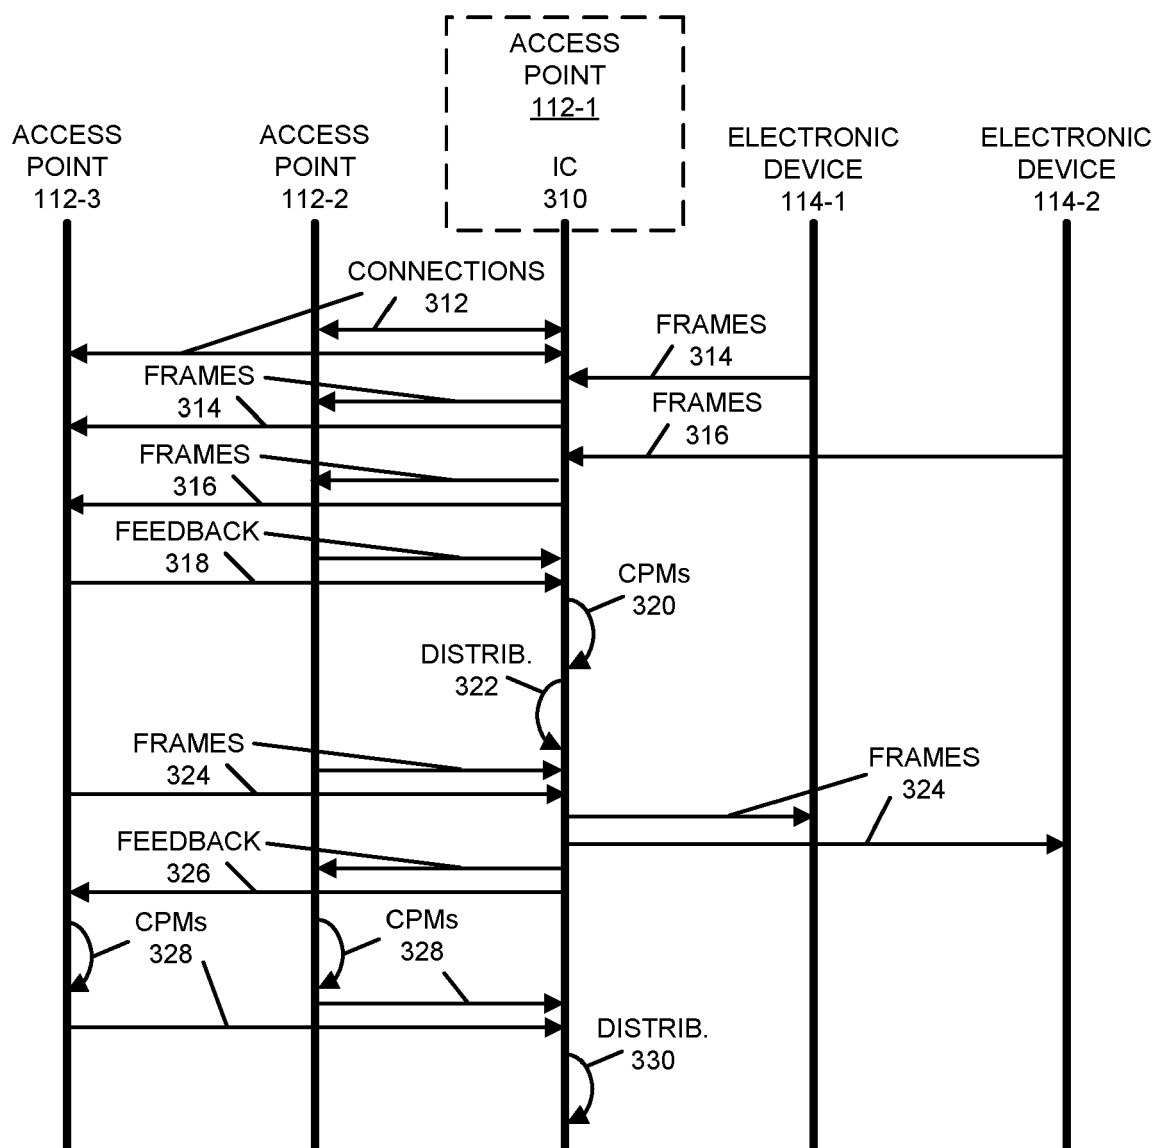 ACCESS
POINT
112-1
IC
310
ACCESS
POINT
112-3
ACCESS
POINT
112-2
ELECTRONIC
DEVICE
114-1
ELECTRONIC
DEVICE
114-2
CONNECTIONS
312
FRAMES
314
FRAMES
314
FRAMES
316
FRAMES
316
FEEDBACK
318
CPMs
320
DISTRIB.
322
FRAMES
324
FRAMES
324
FEEDBACK
326
CPMs
328
CPMs
328
DISTRIB.
330